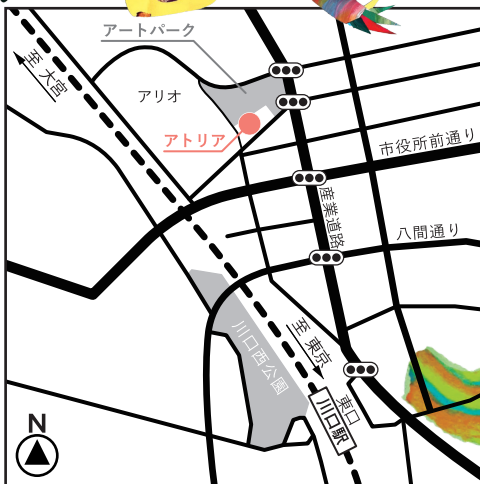 アートパーク
至 大宮
アリオ
アトリア
市役所前通り
産業道路
八間通り
川口西公園
至 東京
東口
川口駅
N